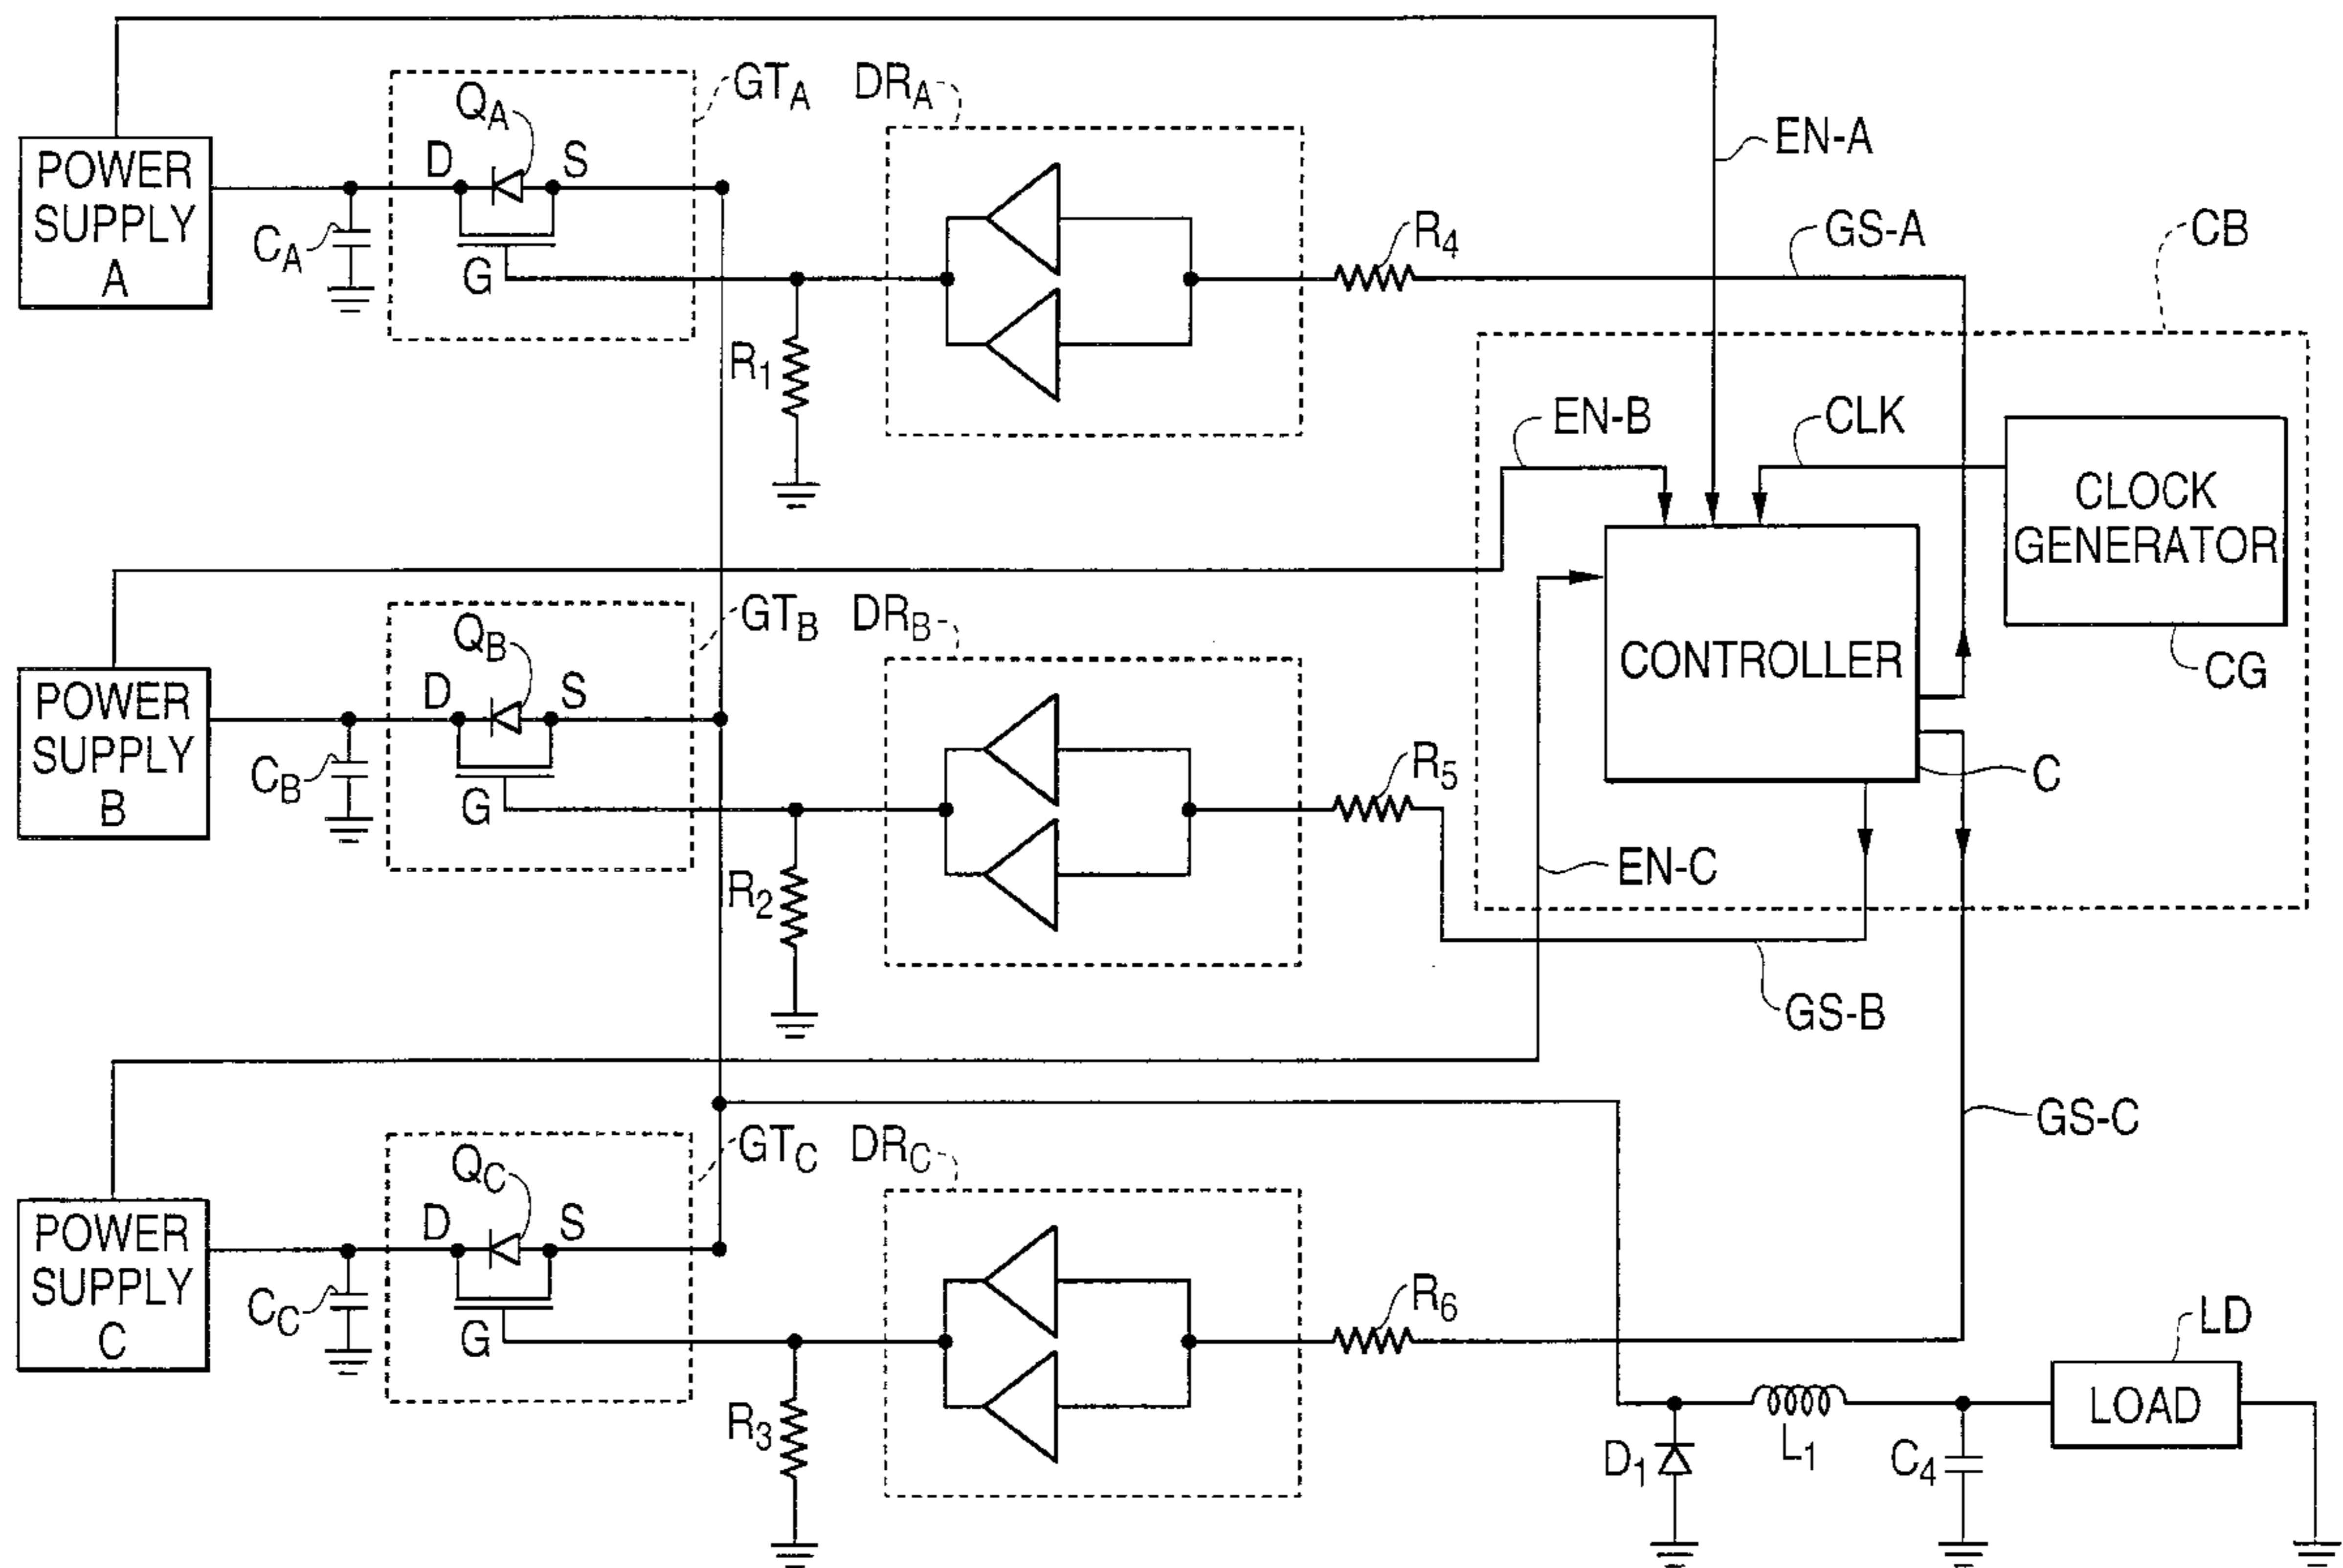 GTA
DRA
QA
EN-A
POWER
SUPPLY
A
D
S
CA
G
R4
GS-A
CB
R1
EN-B
CLK
CLOCK
GENERATOR
CG
CONTROLLER
C
POWER
SUPPLY
B
GTB
DRB
QB
D
S
CB
G
R5
R2
EN-C
GS-B
GS-C
POWER
SUPPLY
C
GTC
DRC
QC
D
S
CC
G
R6
R3
LD
LOAD
D1
L1
C4